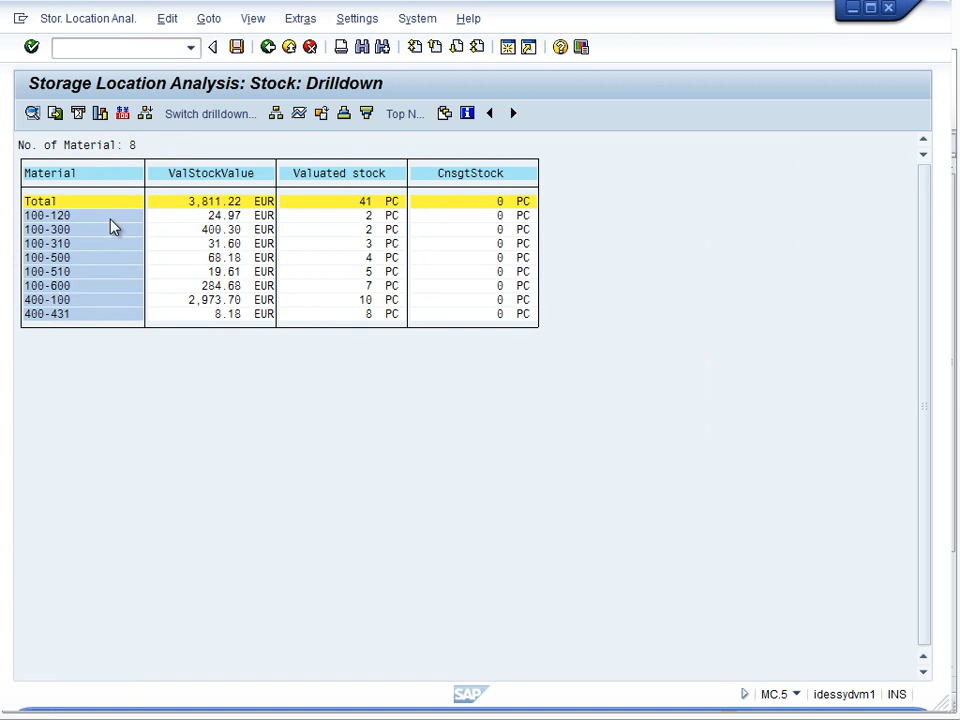 Stor. Location Anal. Edit Goto View Extras Settings System Help
Storage Location Analysis: Stock: Drilldown
Switch drilldown... Top N...
No. of Material: 8
Material ValStockValue Valuated stock CnsgtStock
Total 3,811.22 EUR 41 PC 0 PC
100-120 24.97 EUR 2 PC 0 PC
100-300 400.30 EUR 2 PC 0 PC
100-310 31.60 EUR 3 PC 0 PC
100-500 68.18 EUR 4 PC 0 PC
100-510 19.61 EUR 5 PC 0 PC
100-600 284.68 EUR 7 PC 0 PC
400-100 2,973.70 EUR 10 PC 0 PC
400-431 8.18 EUR 8 PC 0 PC
SAP MC.5 idessydvm1 INS